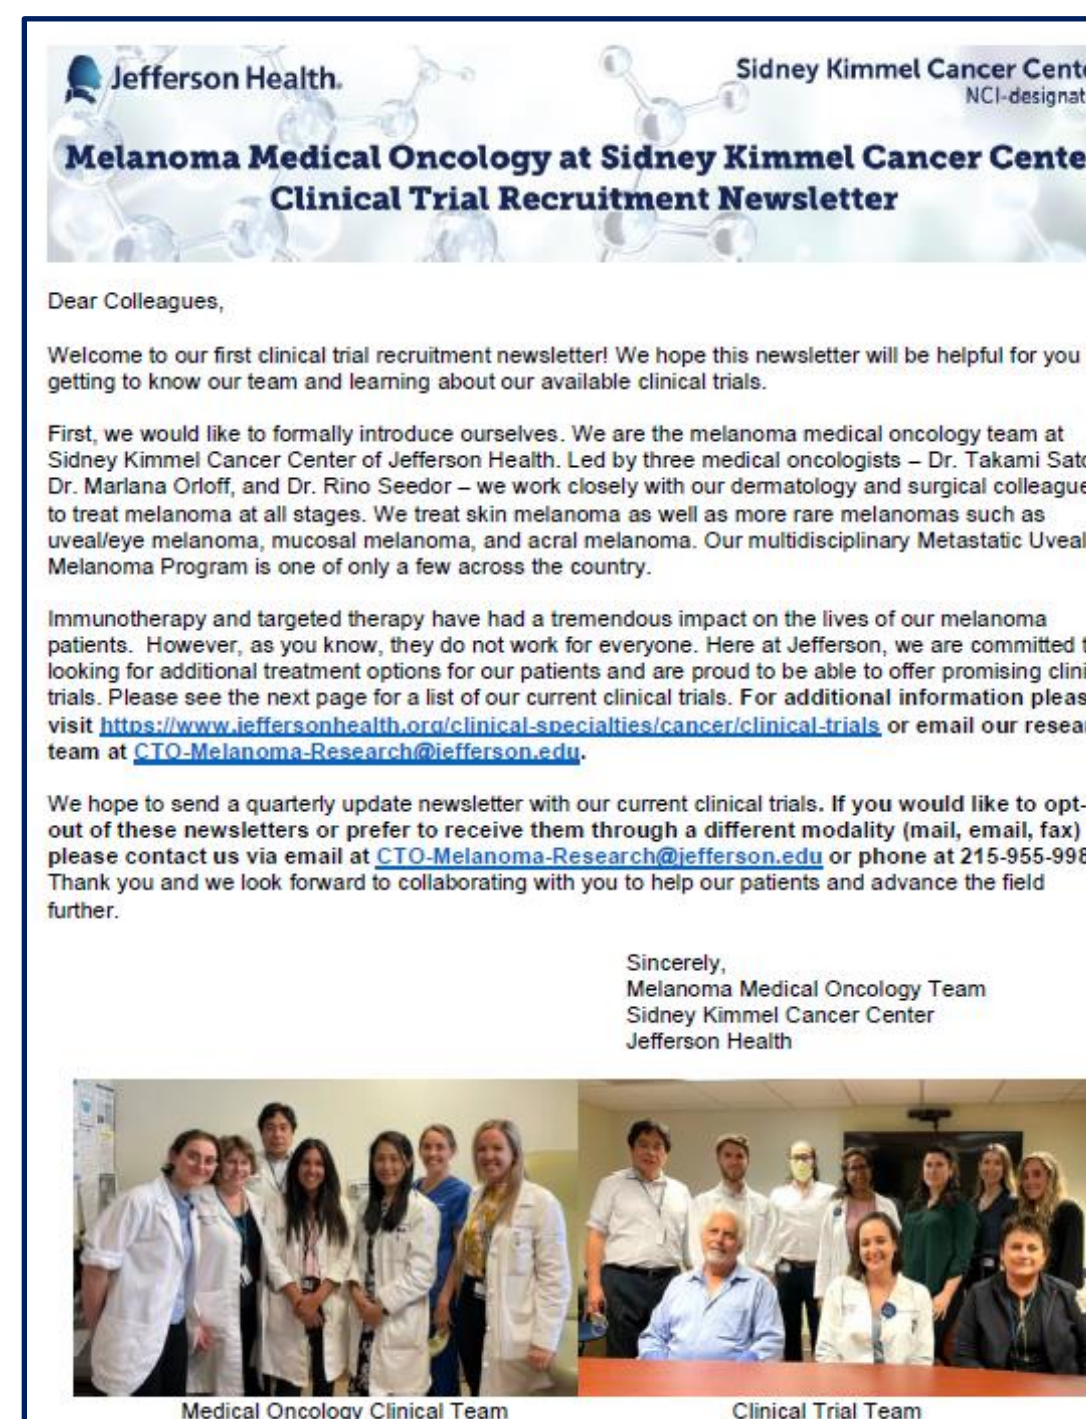 Jefferson Health.
Sidney Kimmel Cancer Cente
NCI-designat
Melanoma Medical Oncology at Sidney Kimmel Cancer Cente
Clinical Trial Recruitment Newsletter
Dear Colleagues,
Welcome to our first clinical trial recruitment newsletter! We hope this newsletter will be helpful for you
getting to know our team and learning about our available clinical trials.
First, we would like to formally introduce ourselves. We are the melanoma medical oncology team at
Sidney Kimmel Cancer Center of Jefferson Health. Led by three medical oncologists – Dr. Takami Sato
Dr. Marlana Orloff, and Dr. Rino Seedor – we work closely with our dermatology and surgical colleague
to treat melanoma at all stages. We treat skin melanoma as well as more rare melanomas such as
uveal/eye melanoma, mucosal melanoma, and acral melanoma. Our multidisciplinary Metastatic Uveal
Melanoma Program is one of only a few across the country.
Immunotherapy and targeted therapy have had a tremendous impact on the lives of our melanoma
patients. However, as you know, they do not work for everyone. Here at Jefferson, we are committed t
looking for additional treatment options for our patients and are proud to be able to offer promising clini
trials. Please see the next page for a list of our current clinical trials. For additional information pleas
visit https://www.jeffersonhealth.org/clinical-specialties/cancer/clinical-trials or email our resear
team at CTO-Melanoma-Research@jefferson.edu.
We hope to send a quarterly update newsletter with our current clinical trials. If you would like to opt-
out of these newsletters or prefer to receive them through a different modality (mail, email, fax)
please contact us via email at CTO-Melanoma-Research@jefferson.edu or phone at 215-955-998
Thank you and we look forward to collaborating with you to help our patients and advance the field
further.
Sincerely,
Melanoma Medical Oncology Team
Sidney Kimmel Cancer Center
Jefferson Health
Medical Oncology Clinical Team
Clinical Trial Team